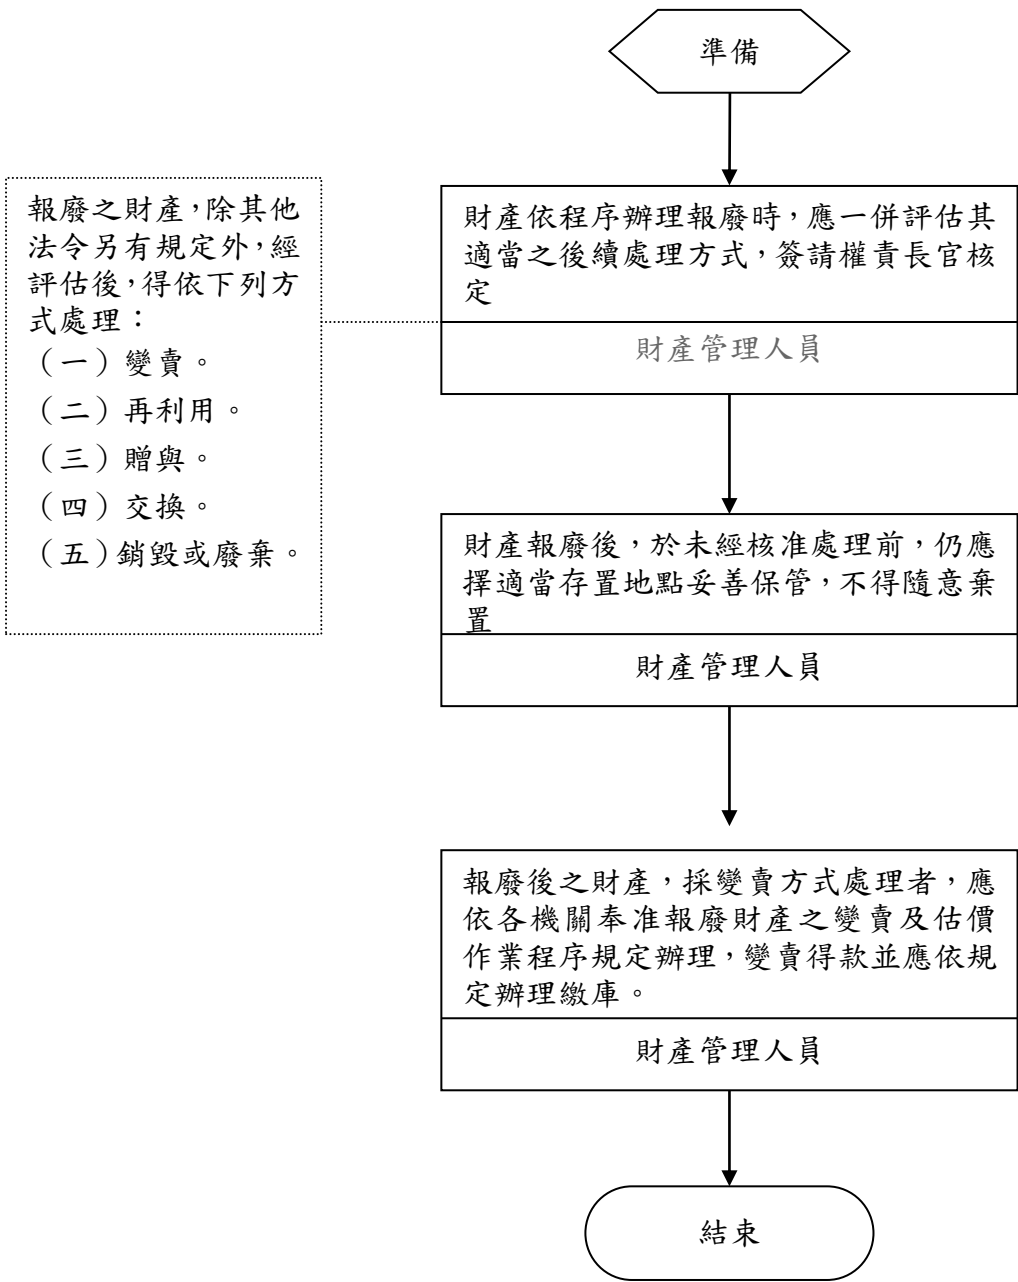 準備
報廢之財產，除其他
法令另有規定外，經
評估後，得依下列方
式處理：
（一）變賣。
（二）再利用。
（三）贈與。
（四）交換。
（五）銷毀或廢棄。
財產依程序辦理報廢時，應一併評估其
適當之後續處理方式，簽請權責長官核
定
財產管理人員
財產報廢後，於未經核准處理前，仍應
擇適當存置地點妥善保管，不得隨意棄
置
財產管理人員
報廢後之財產，採變賣方式處理者，應
依各機關奉准報廢財產之變賣及估價
作業程序規定辦理，變賣得款並應依規
定辦理繳庫。
財產管理人員
結束